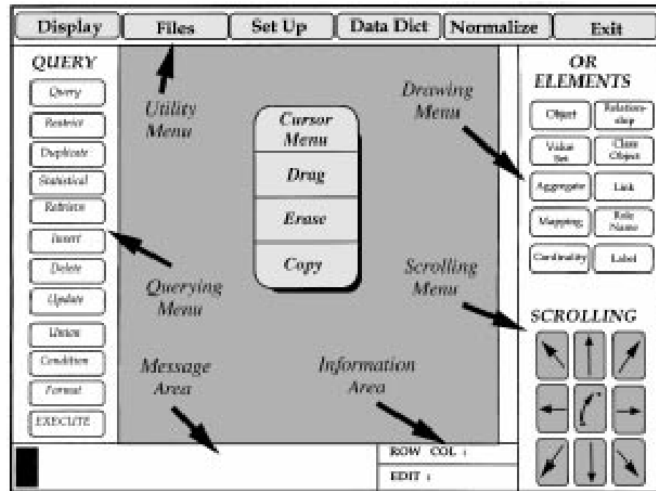 Display Files Set Up Data Dict Normalize Exit
QUERY
Query
Restrict
Duplicate
Statistical
Retrieve
Insert
Delete
Update
Union
Condition
Format
EXECUTE
Utility
Menu
Cursor
Menu
Drag
Erase
Copy
Drawing
Menu
Querying
Menu
Scrolling
Menu
Message
Area
Information
Area
OR
ELEMENTS
Object
Relation-
ship
Value
Set
Class
Object
Aggregate
Link
Mapping
Role
Name
Cardinality
Label
SCROLLING
ROW COL :
EDIT :